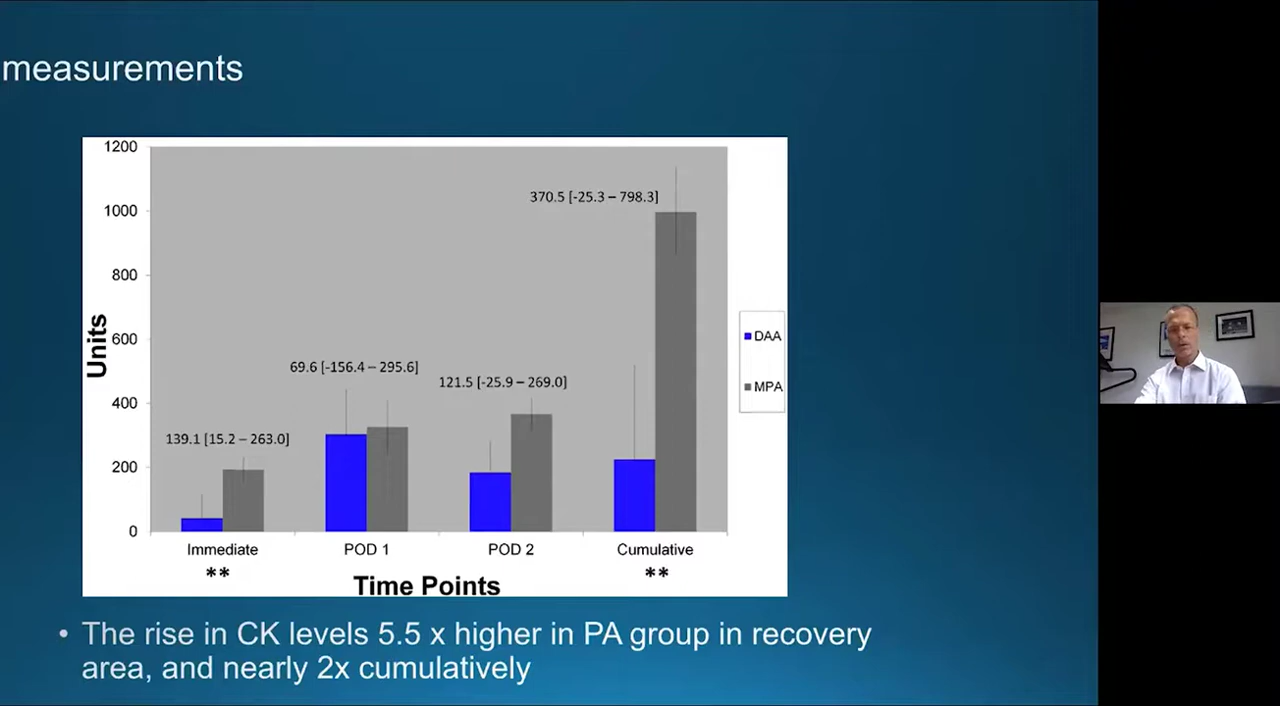 measurements
1200
1000
800
600
400
200
0
Units
370.5 [-25.3 – 798.3]
69.6 [-156.4 – 295.6]
121.5 [-25.9 – 269.0]
139.1 [15.2 – 263.0]
DAA
MPA
Immediate POD 1 POD 2 Cumulative
** **
Time Points
• The rise in CK levels 5.5 x higher in PA group in recovery
area, and nearly 2x cumulatively